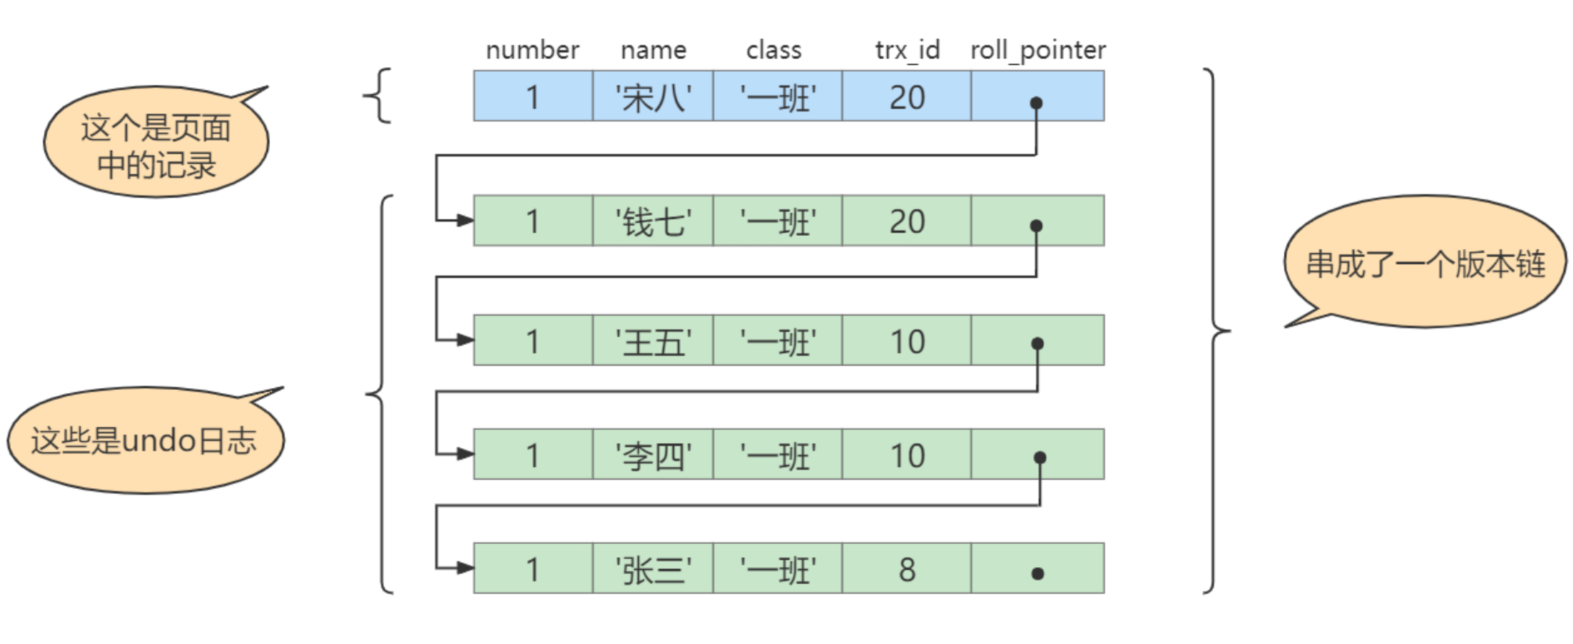 number name class trx_id roll_pointer
1 '宋八' '一班' 20
这个是页面
中的记录
1 '钱七' '一班' 20
串成了一个版本链
1 '王五' '一班' 10
这些是undo日志
1 '李四' '一班' 10
1 '张三' '一班' 8